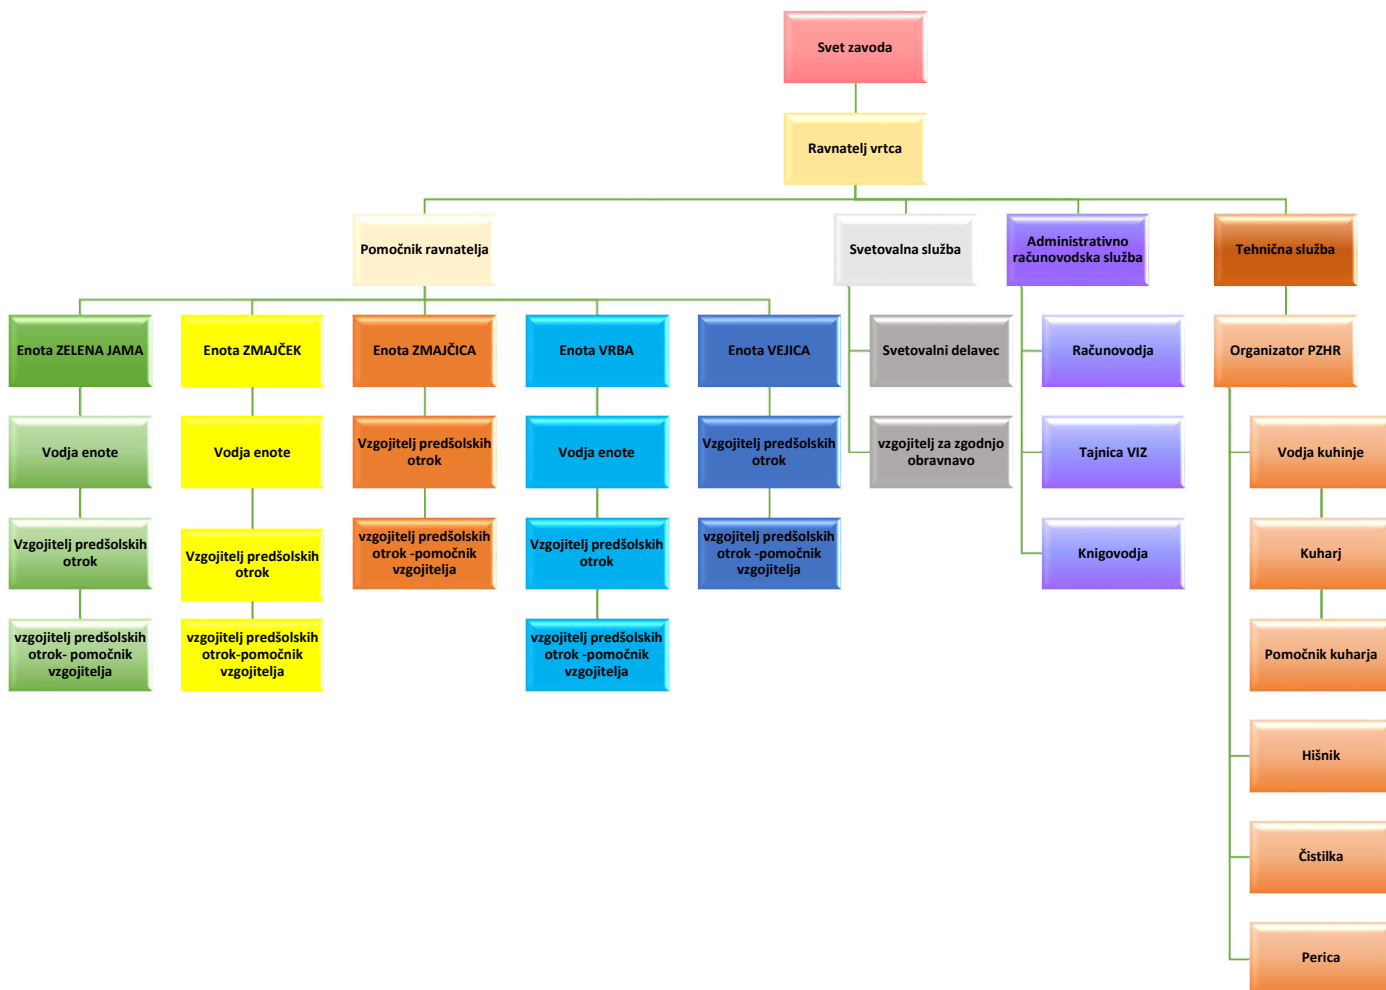 Svet zavoda
Ravnatelj vrtca
Pomočnik ravnatelja
Svetovalna služba
Administrativno
računovodska služba
Tehnična služba
Enota ZELENA JAMA
Enota ZMAJČEK
Enota ZMAJČICA
Enota VRBA
Enota VEJICA
Svetovalni delavec
Računovodja
Organizator PZHR
Vodja enote
Vodja enote
Vzgojitelj predšolskih
otrok
Vodja enote
Vzgojitelj predšolskih
otrok
vzgojitelj za zgodnjo
obravnavo
Tajnica VIZ
Vodja kuhinje
Vzgojitelj predšolskih
otrok
Vzgojitelj predšolskih
otrok
vzgojitelj predšolskih
otrok -pomočnik
vzgojitelja
Vzgojitelj predšolskih
otrok
vzgojitelj predšolskih
otrok -pomočnik
vzgojitelja
Knigovodja
Kuharj
vzgojitelj predšolskih
otrok- pomočnik
vzgojitelja
vzgojitelj predšolskih
otrok-pomočnik
vzgojitelja
vzgojitelj predšolskih
otrok -pomočnik
vzgojitelja
Pomočnik kuharja
Hišnik
Čistilka
Perica